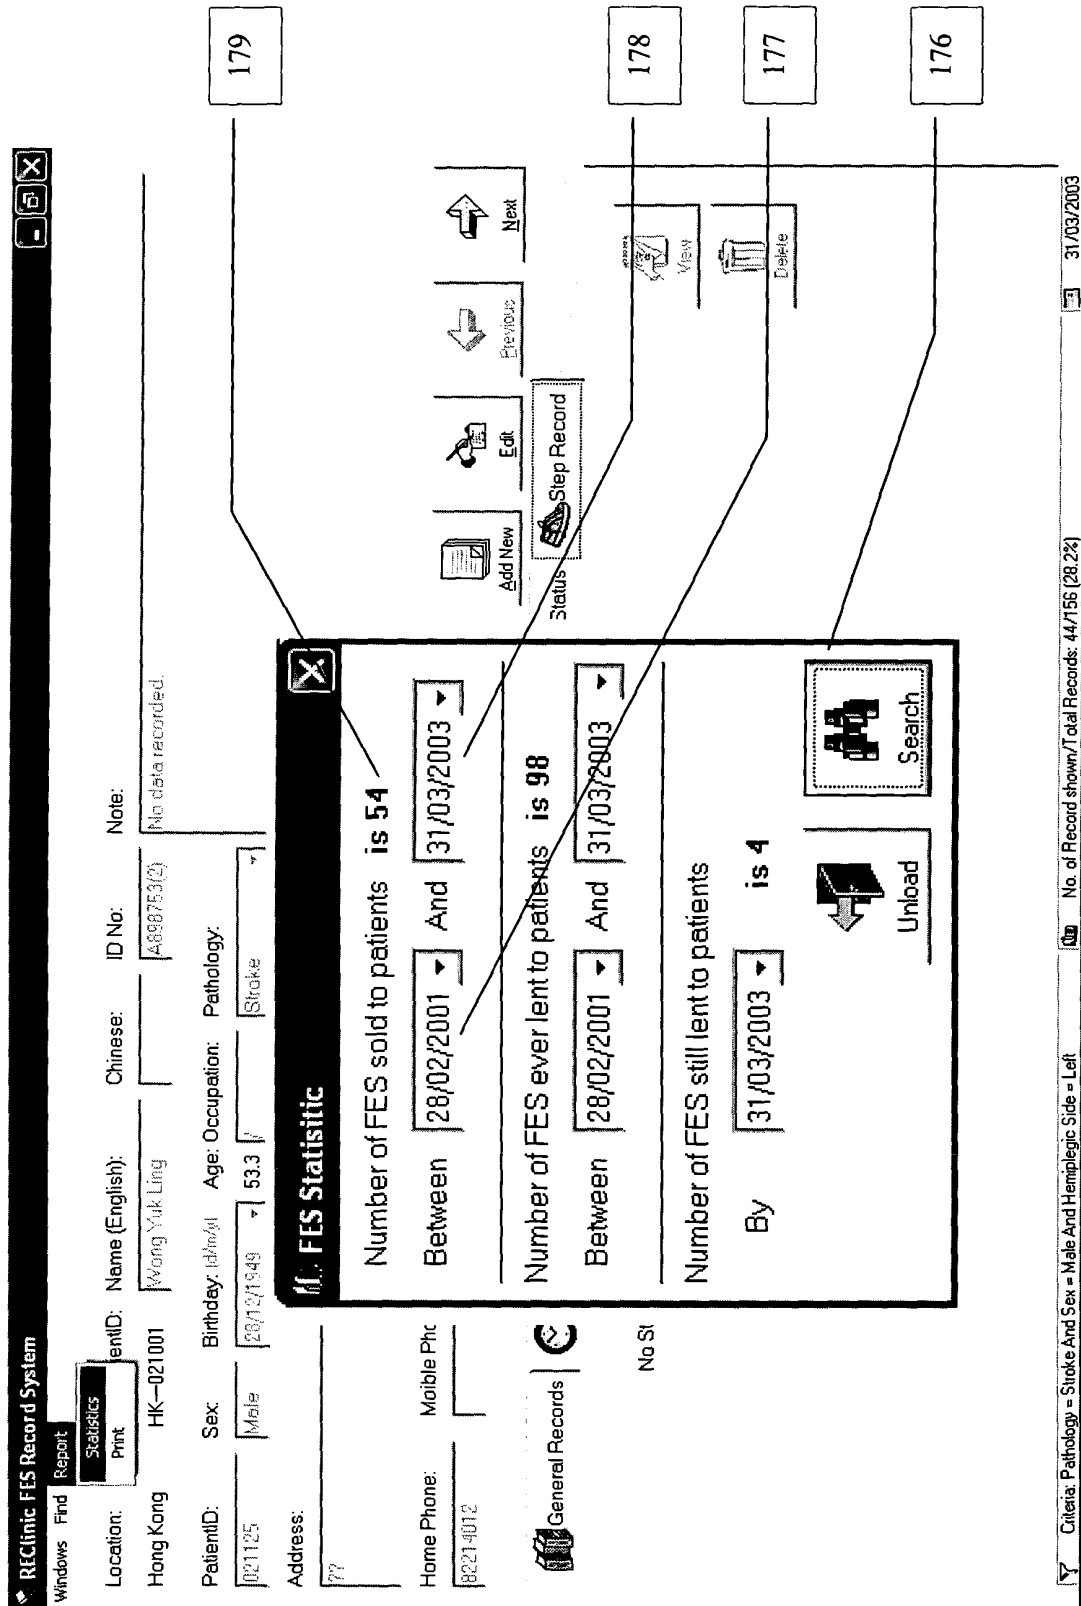 REClinic FES Record System
Windows Find Report
Statistics
Print
Location:
entID:
Name (English):
Chinese:
ID No:
Note:
Hong Kong
HK—021001
Wong Yuk Ling
A898753(2)
No data recorded.
PatientID:
Sex:
Birthday: (d/m/y)
Age:
Occupation:
Pathology:
021125
Male
28/12/1949
53.3
/
Stroke
Address:
??
Home Phone:
Moible Phc
82214012
Add New
Edit
Previous
Next
General Records
Status
Step Record
No St
View
Delete
FES Statisitic
Number of FES sold to patients is 54
Between 28/02/2001 And 31/03/2003
Number of FES ever lent to patients is 98
Between 28/02/2001 And 31/03/2003
Number of FES still lent to patients
By 31/03/2003 is 4
Unload
Search
Criteria: Pathology = Stroke And Sex = Male And Hemiplegic Side = Left
No. of Record shown/Total Records: 44/156 (28.2%)
31/03/2003
179
178
177
176